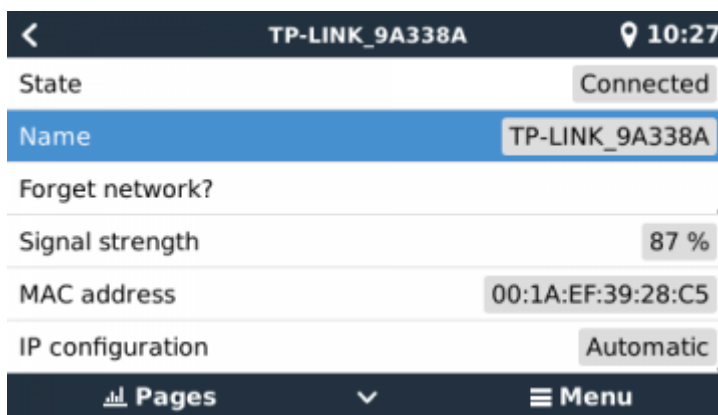 TP-LINK_9A338A 10:27
State Connected
Name TP-LINK_9A338A
Forget network?
Signal strength 87 %
MAC address 00:1A:EF:39:28:C5
IP configuration Automatic
Pages Menu